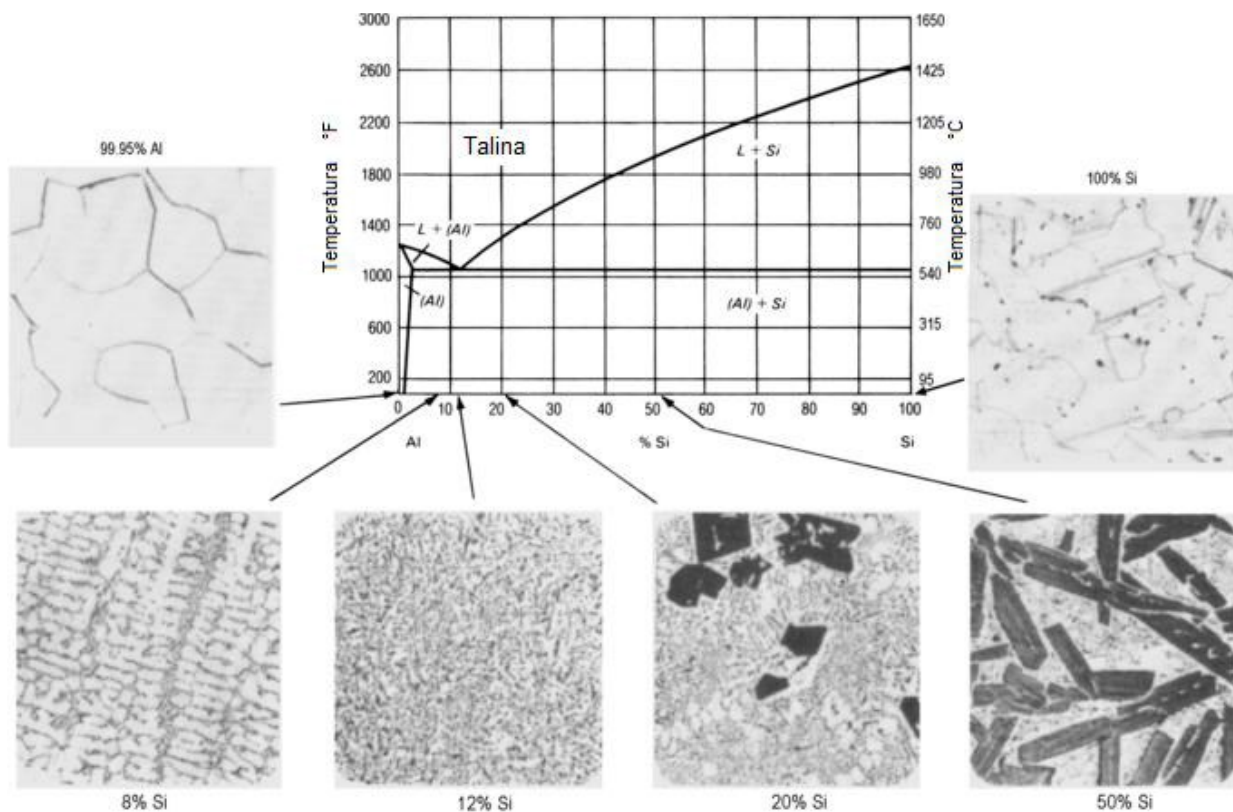 3000
2600
2200
1800
1400
1000
600
200
Temperatura °F
1650
1425
1205
980
760
540
315
95
Temperatura °C
Talina
L + Si
L + (Al)
(Al)
(Al) + Si
0 10 20 30 40 50 60 70 80 90 100
Al % Si Si
99.95% Al
100% Si
8% Si
12% Si
20% Si
50% Si